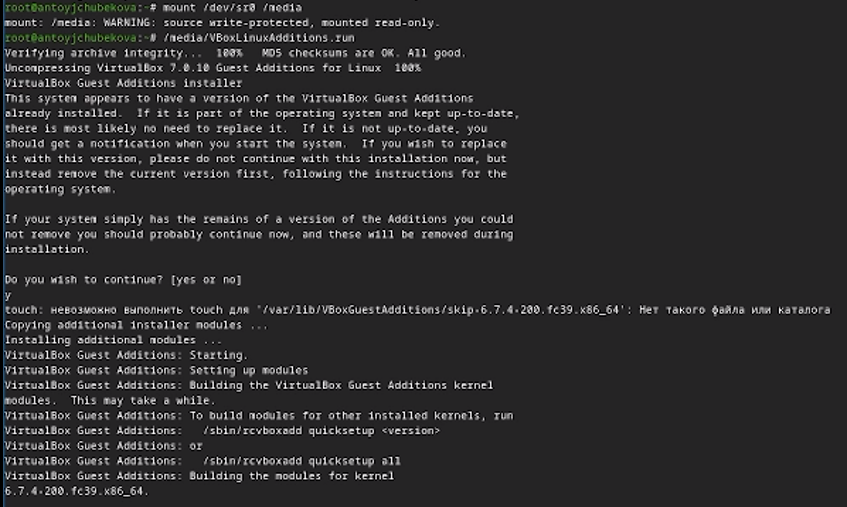 root@antoyjchubekova:~# mount /dev/sr0 /media
mount: /media: WARNING: source write-protected, mounted read-only.
root@antoyjchubekova:~# /media/VBoxLinuxAdditions.run
Verifying archive integrity...  100%   MD5 checksums are OK. All good.
Uncompressing VirtualBox 7.0.10 Guest Additions for Linux  100%
VirtualBox Guest Additions installer
This system appears to have a version of the VirtualBox Guest Additions
already installed.  If it is part of the operating system and kept up-to-date,
there is most likely no need to replace it.  If it is not up-to-date, you
should get a notification when you start the system.  If you wish to replace
it with this version, please do not continue with this installation now, but
instead remove the current version first, following the instructions for the
operating system.
If your system simply has the remains of a version of the Additions you could
not remove you should probably continue now, and these will be removed during
installation.
Do you wish to continue? [yes or no]
y
touch: невозможно выполнить touch для '/var/lib/VBoxGuestAdditions/skip-6.7.4-200.fc39.x86_64': Нет такого файла или каталога
Copying additional installer modules ...
Installing additional modules ...
VirtualBox Guest Additions: Starting.
VirtualBox Guest Additions: Setting up modules
VirtualBox Guest Additions: Building the VirtualBox Guest Additions kernel
modules.  This may take a while.
VirtualBox Guest Additions: To build modules for other installed kernels, run
VirtualBox Guest Additions:   /sbin/rcvboxadd quicksetup <version>
VirtualBox Guest Additions: or
VirtualBox Guest Additions:   /sbin/rcvboxadd quicksetup all
VirtualBox Guest Additions: Building the modules for kernel
6.7.4-200.fc39.x86_64.